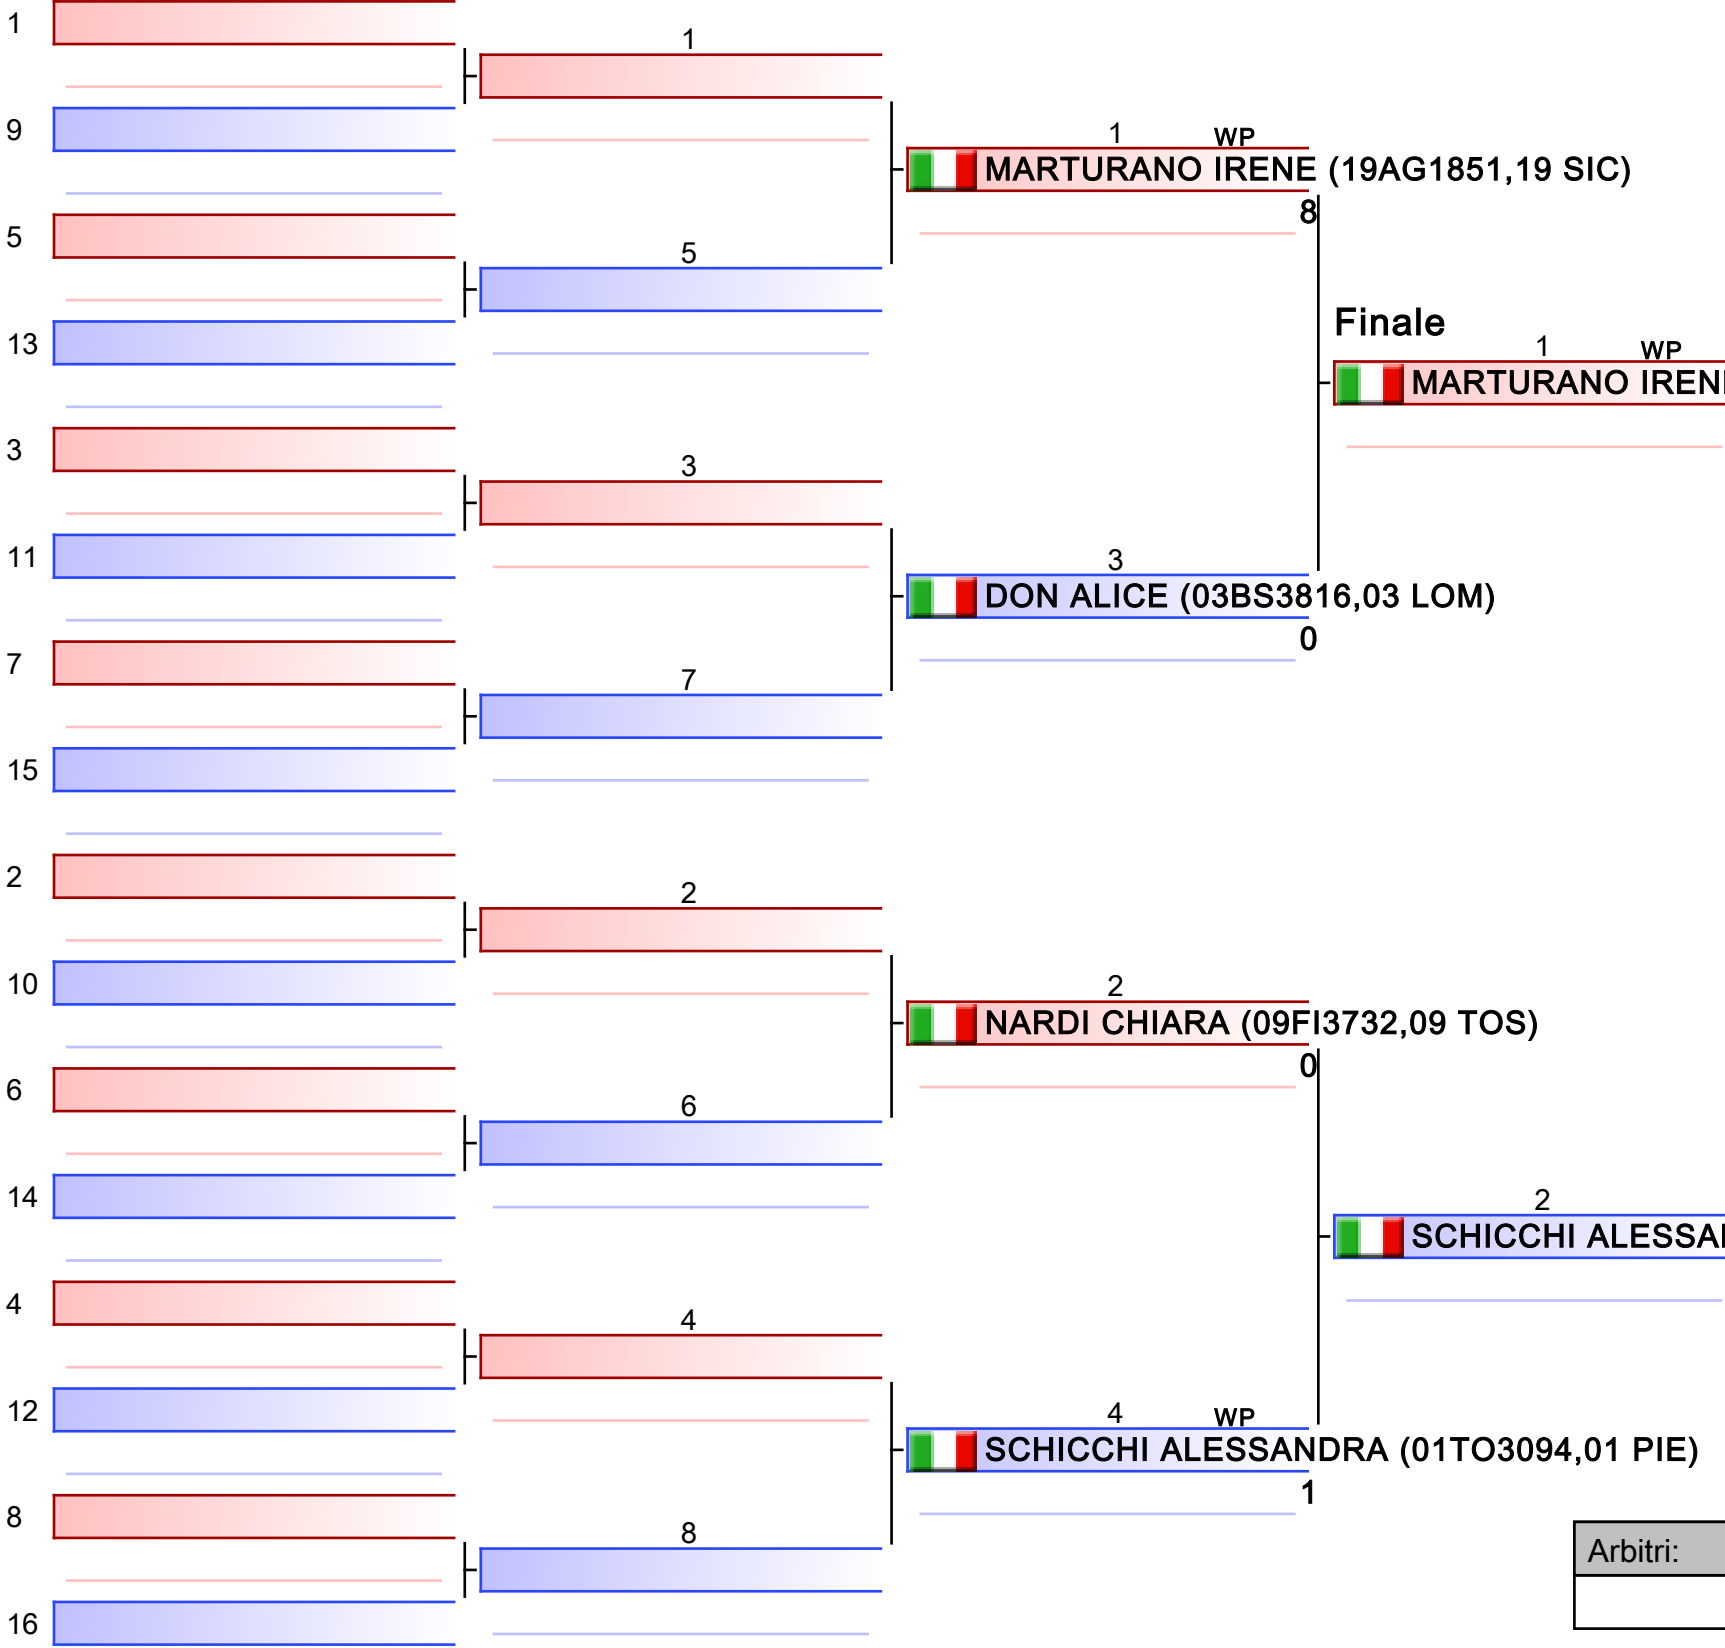 1
1
9
1 WP
MARTURANO IRENE (19AG1851,19 SIC)
8
5
5
Finale
13
1 WP
MARTURANO IREN
3
3
11
3
DON ALICE (03BS3816,03 LOM)
0
7
7
15
2
2
10
2
NARDI CHIARA (09FI3732,09 TOS)
0
6
6
14
2
SCHICCHI ALESSA
4
4
12
4 WP
SCHICCHI ALESSANDRA (01TO3094,01 PIE)
1
8
8
Arbitri:
16